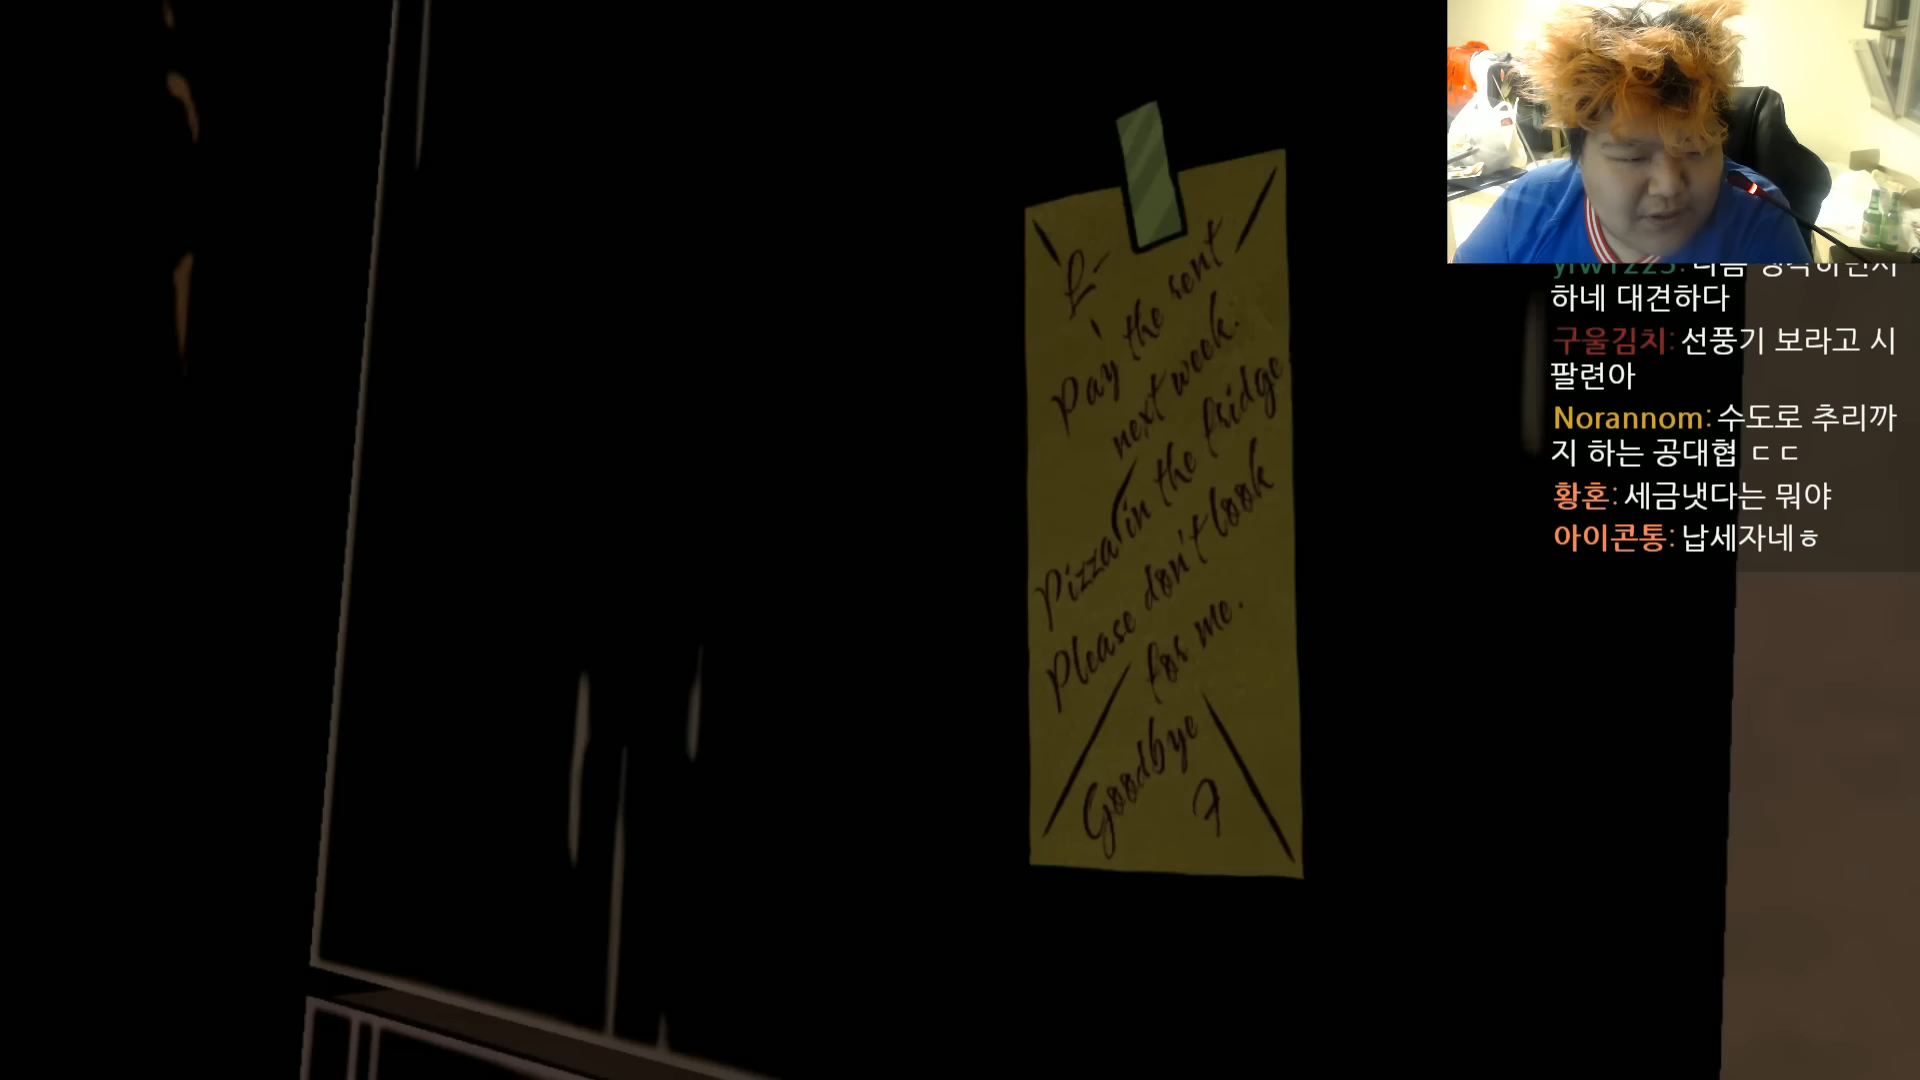 E-
Pay the rent
next week.
Pizza in the fridge
Please don't look
for me.
Goodbye
F
하네 대견하다
구울김치: 선풍기 보라고 시
팔련아
Norannom: 수도로 추리까
지 하는 공대협 ㄷㄷ
황혼: 세금냇다는 뭐야
아이콘통: 납세자네ㅎ